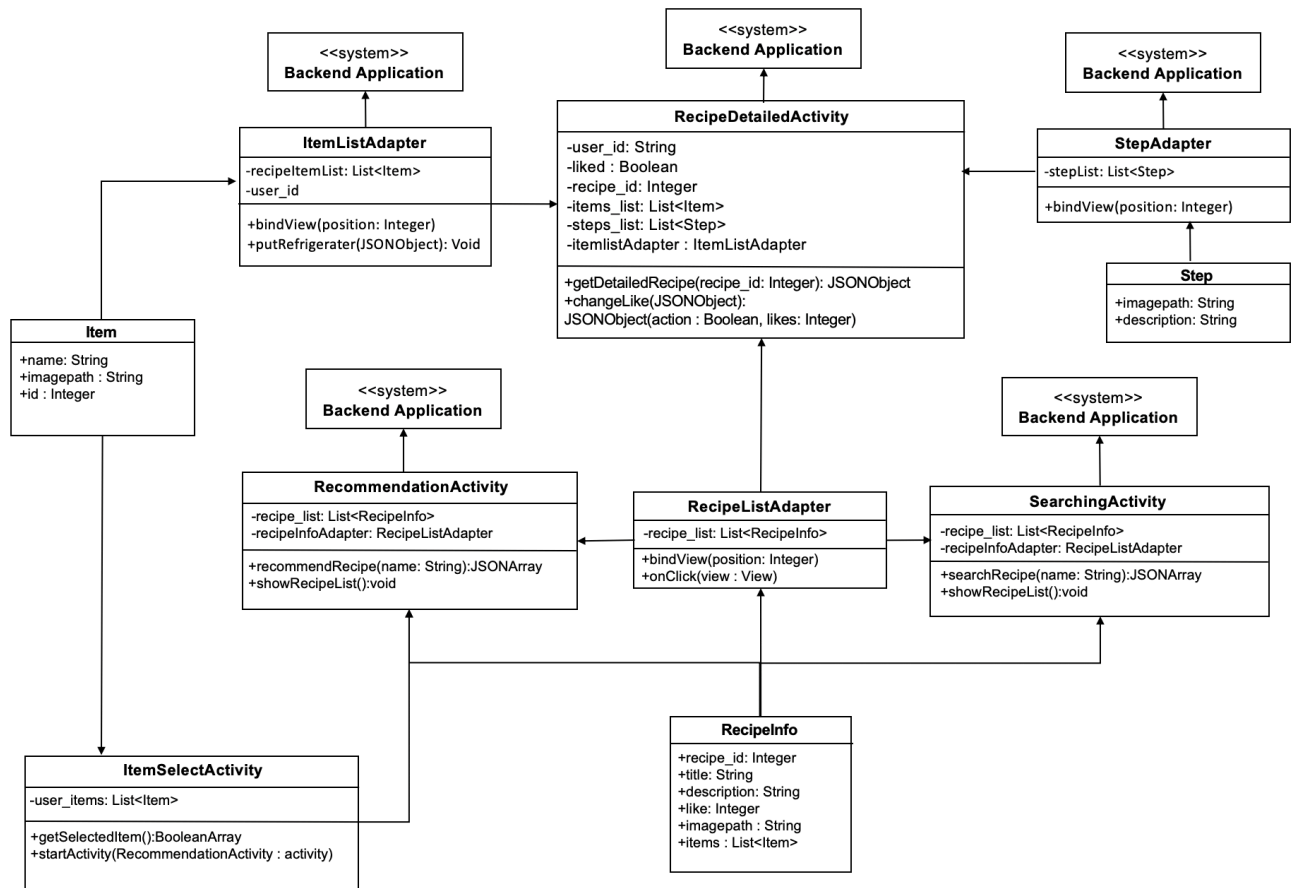 <<system>>
Backend Application
<<system>>
Backend Application
<<system>>
Backend Application
ItemListAdapter
-recipeItemList: List<Item>
-user_id
+bindView(position: Integer)
+putRefrigerater(JSONObject): Void
RecipeDetailedActivity
-user_id: String
-liked : Boolean
-recipe_id: Integer
-items_list: List<Item>
-steps_list: List<Step>
-itemlistAdapter : ItemListAdapter
+getDetailedRecipe(recipe_id: Integer): JSONObject
+changeLike(JSONObject):
JSONObject(action : Boolean, likes: Integer)
StepAdapter
-stepList: List<Step>
+bindView(position: Integer)
Step
+imagepath: String
+description: String
Item
+name: String
+imagepath : String
+id : Integer
<<system>>
Backend Application
<<system>>
Backend Application
RecommendationActivity
-recipe_list: List<RecipeInfo>
-recipeInfoAdapter: RecipeListAdapter
+recommendRecipe(name: String):JSONArray
+showRecipeList():void
RecipeListAdapter
-recipe_list: List<RecipeInfo>
+bindView(position: Integer)
+onClick(view : View)
SearchingActivity
-recipe_list: List<RecipeInfo>
-recipeInfoAdapter: RecipeListAdapter
+searchRecipe(name: String):JSONArray
+showRecipeList():void
ItemSelectActivity
-user_items: List<Item>
+getSelectedItem():BooleanArray
+startActivity(RecommendationActivity : activity)
RecipeInfo
+recipe_id: Integer
+title: String
+description: String
+like: Integer
+imagepath : String
+items : List<Item>